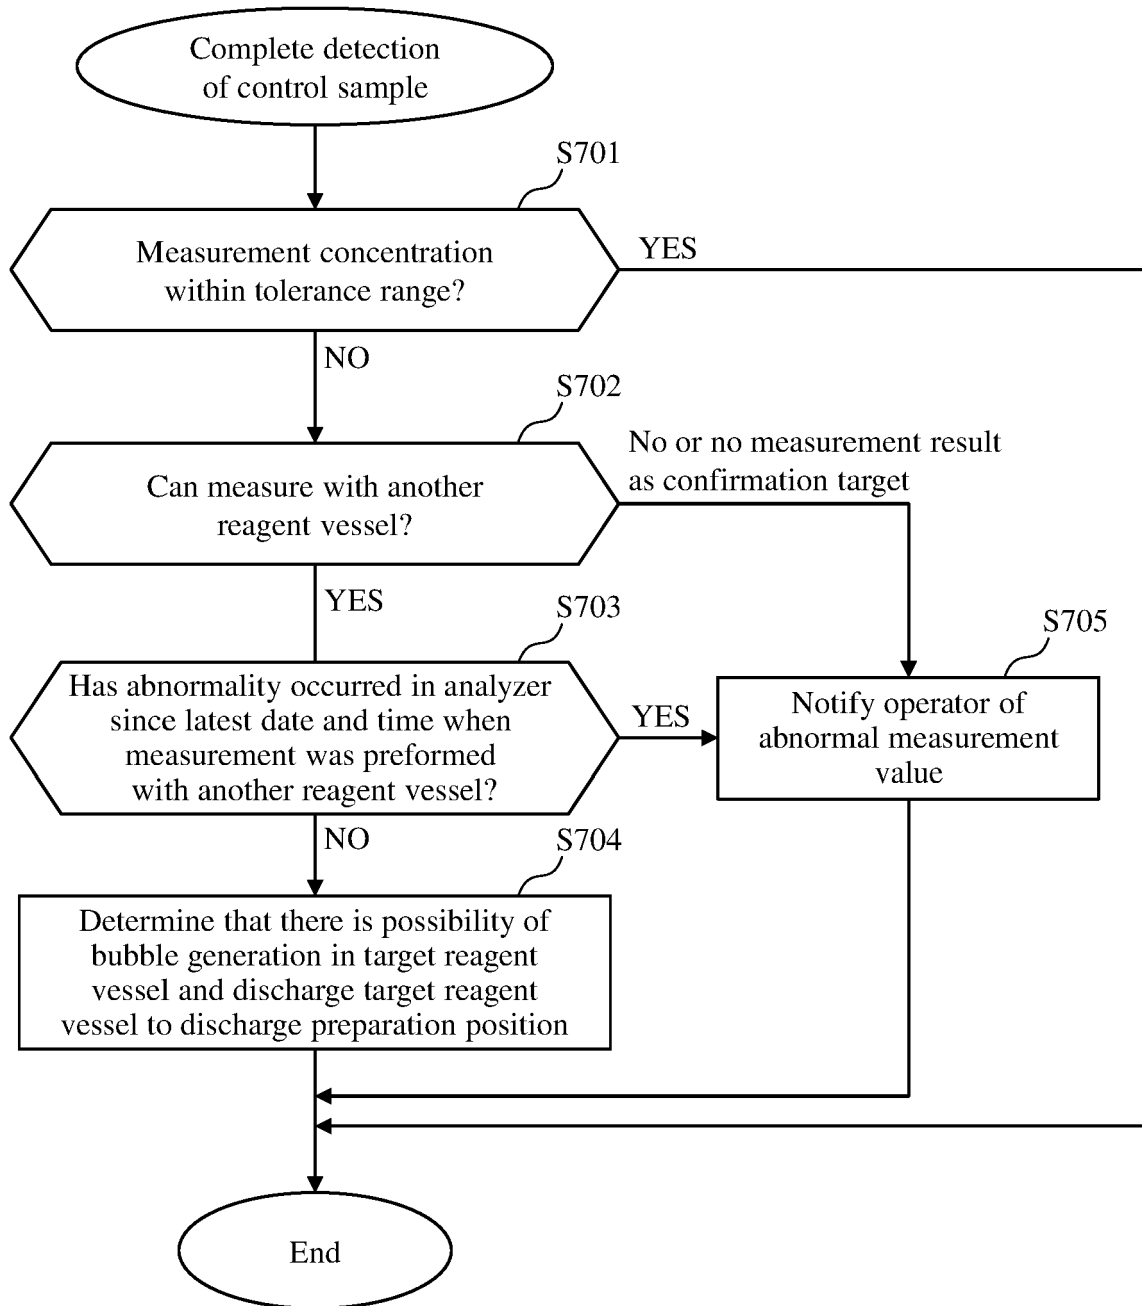 Complete detection
of control sample
S701
Measurement concentration
within tolerance range?
YES
NO
S702
Can measure with another
reagent vessel?
No or no measurement result
as confirmation target
YES
S703
Has abnormality occurred in analyzer
since latest date and time when
measurement was preformed
with another reagent vessel?
YES
S705
Notify operator of
abnormal measurement
value
NO
S704
Determine that there is possibility of
bubble generation in target reagent
vessel and discharge target reagent
vessel to discharge preparation position
End